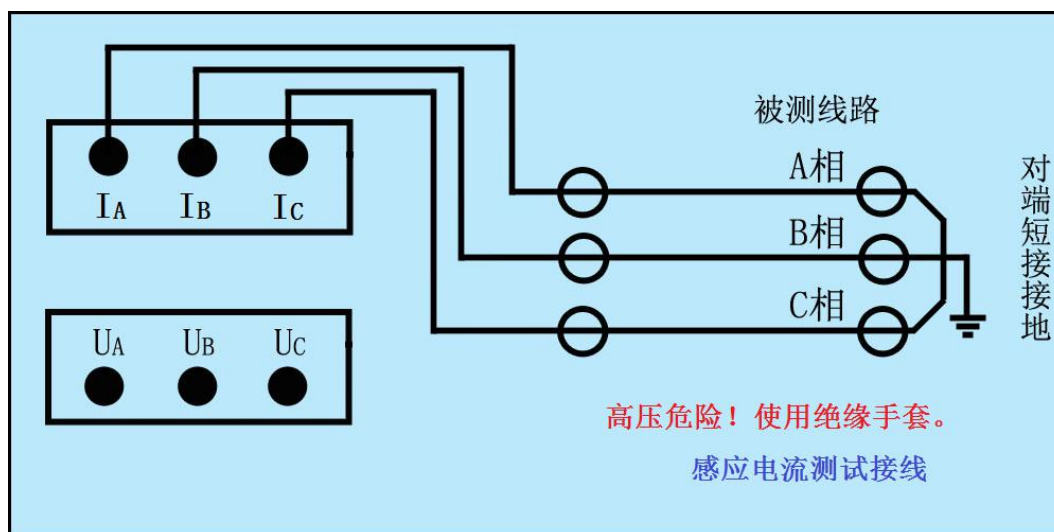 被测线路
IA IB IC
A相
B相
C相
对端短接接地
UA UB UC
高压危险！使用绝缘手套。
感应电流测试接线